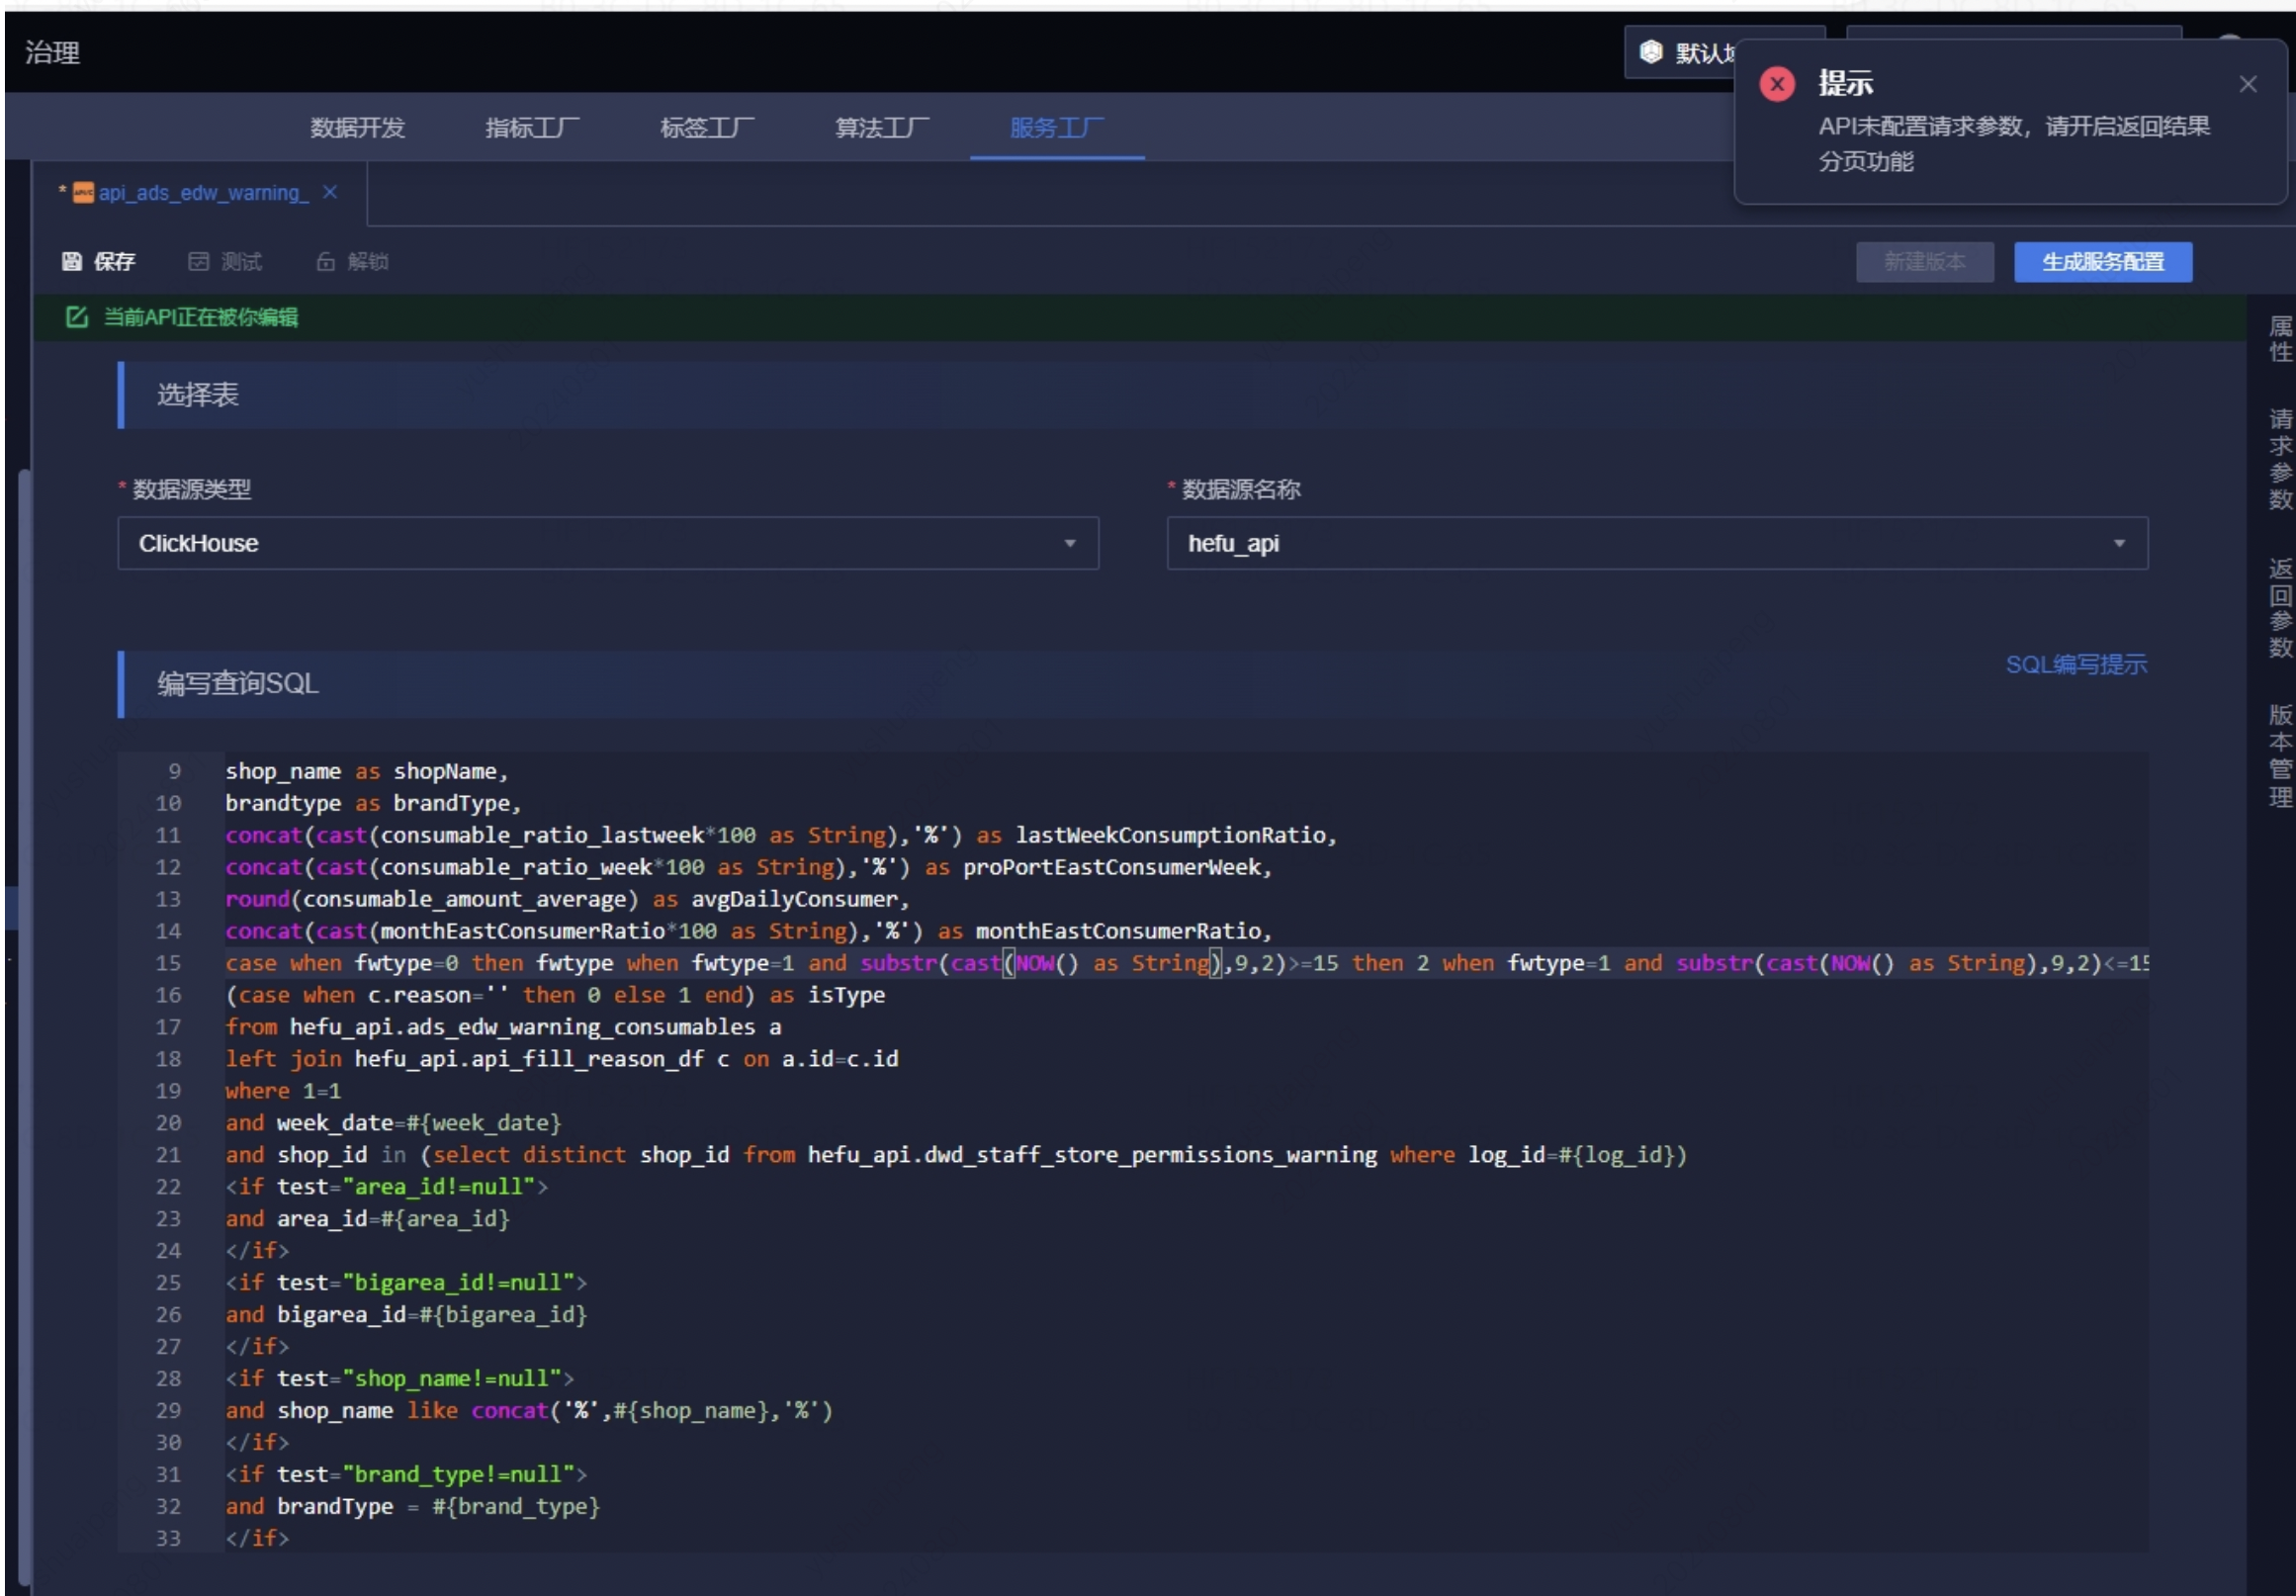 治理
默认
提示
API未配置请求参数，请开启返回结果
分页功能
数据开发
指标工厂
标签工厂
算法工厂
服务工厂
* api_ads_edw_warning_
保存
测试
解锁
新建版本
生成服务配置
当前API正在被你编辑
属性
请求参数
返回参数
版本管理
选择表
* 数据源类型
* 数据源名称
ClickHouse
hefu_api
编写查询SQL
SQL编写提示
9 shop_name as shopName,
10 brandtype as brandType,
11 concat(cast(consumable_ratio_lastweek*100 as String),'%') as lastWeekConsumptionRatio,
12 concat(cast(consumable_ratio_week*100 as String),'%') as proPortEastConsumerWeek,
13 round(consumable_amount_average) as avgDailyConsumer,
14 concat(cast(monthEastConsumerRatio*100 as String),'%') as monthEastConsumerRatio,
15 case when fwtype=0 then fwtype when fwtype=1 and substr(cast(NOW() as String),9,2)>=15 then 2 when fwtype=1 and substr(cast(NOW() as String),9,2)<=15
16 (case when c.reason='' then 0 else 1 end) as isType
17 from hefu_api.ads_edw_warning_consumables a
18 left join hefu_api.api_fill_reason_df c on a.id=c.id
19 where 1=1
20 and week_date=#{week_date}
21 and shop_id in (select distinct shop_id from hefu_api.dwd_staff_store_permissions_warning where log_id=#{log_id})
22 <if test="area_id!=null">
23 and area_id=#{area_id}
24 </if>
25 <if test="bigarea_id!=null">
26 and bigarea_id=#{bigarea_id}
27 </if>
28 <if test="shop_name!=null">
29 and shop_name like concat('%',#{shop_name},'%')
30 </if>
31 <if test="brand_type!=null">
32 and brandType = #{brand_type}
33 </if>